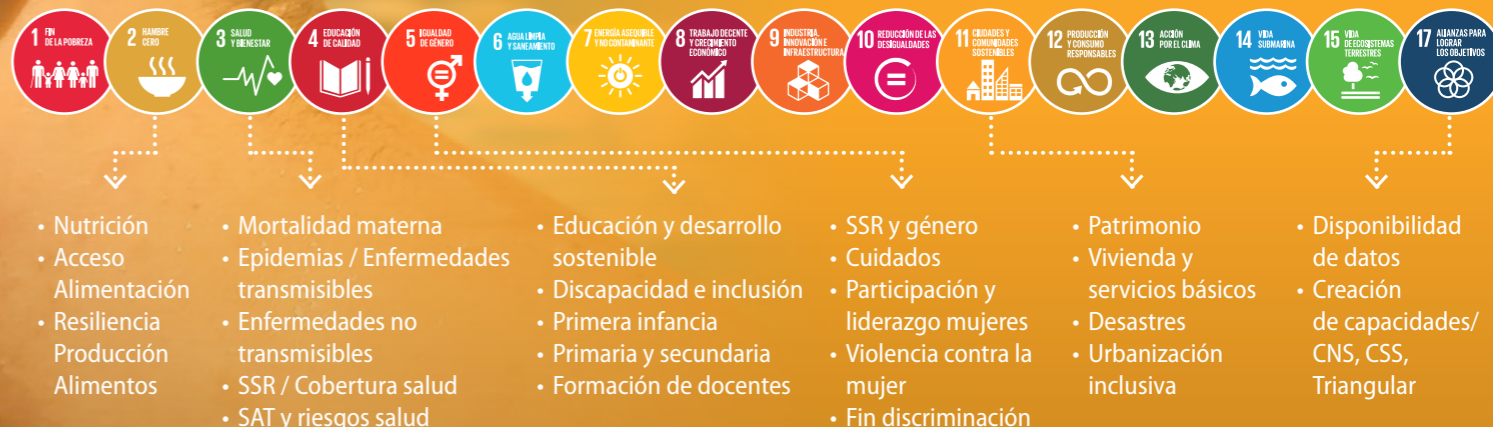 1 FIN
DE LA POBREZA
2 HAMBRE
CERO
3 SALUD
Y BIENESTAR
4 EDUCACIÓN
DE CALIDAD
5 IGUALDAD
DE GÉNERO
6 AGUA LIMPIA
Y SANEAMIENTO
7 ENERGÍA ASEQUIBLE
Y NO CONTAMINANTE
8 TRABAJO DECENTE
Y CRECIMIENTO
ECONÓMICO
9 INDUSTRIA,
INNOVACIÓN E
INFRAESTRUCTURA
10 REDUCCIÓN DE LAS
DESIGUALDADES
11 CIUDADES Y
COMUNIDADES
SOSTENIBLES
12 PRODUCCIÓN
Y CONSUMO
RESPONSABLES
13 ACCIÓN
POR EL CLIMA
14 VIDA
SUBMARINA
15 VIDA
DE ECOSISTEMAS
TERRESTRES
17 ALIANZAS PARA
LOGRAR
LOS OBJETIVOS
• Nutrición
• Acceso
Alimentación
• Resiliencia
Producción
Alimentos
• Mortalidad materna
• Epidemias / Enfermedades
transmisibles
• Enfermedades no
transmisibles
• SSR / Cobertura salud
• SAT y riesgos salud
• Educación y desarrollo
sostenible
• Discapacidad e inclusión
• Primera infancia
• Primaria y secundaria
• Formación de docentes
• SSR y género
• Cuidados
• Participación y
liderazgo mujeres
• Violencia contra la
mujer
• Fin discriminación
• Patrimonio
• Vivienda y
servicios básicos
• Desastres
• Urbanización
inclusiva
• Disponibilidad
de datos
• Creación
de capacidades/
CNS, CSS,
Triangular